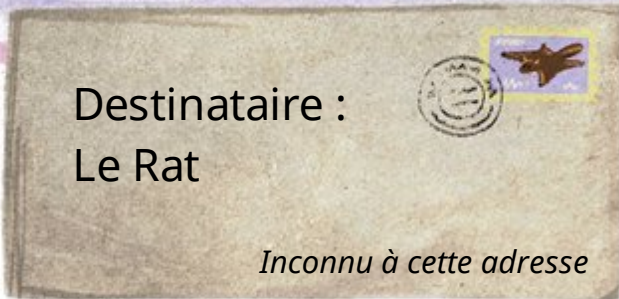 Destinataire :
Le Rat
Inconnu à cette adresse